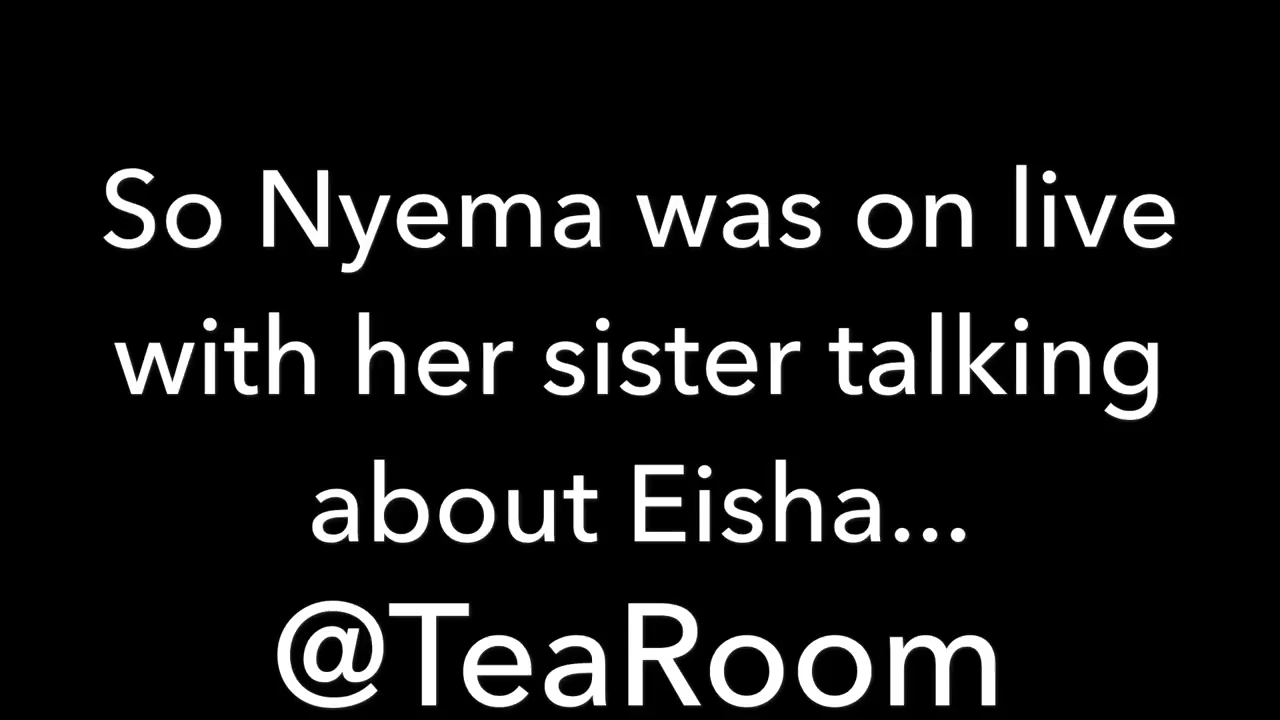 So Nyema was on live
with her sister talking
about Eisha...
@TeaRoom